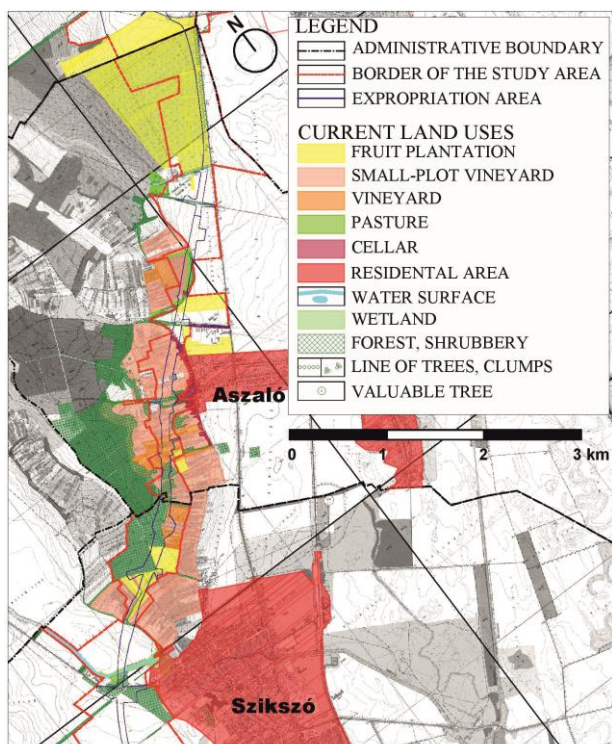 LEGEND
ADMINISTRATIVE BOUNDARY
BORDER OF THE STUDY AREA
EXPROPRIATION AREA
CURRENT LAND USES
FRUIT PLANTATION
SMALL-PLOT VINEYARD
VINEYARD
PASTURE
CELLAR
RESIDENTAL AREA
WATER SURFACE
WETLAND
FOREST, SHRUBBERY
LINE OF TREES, CLUMPS
VALUABLE TREE
N
Aszaló
0 1 2 3 km
Szikszó